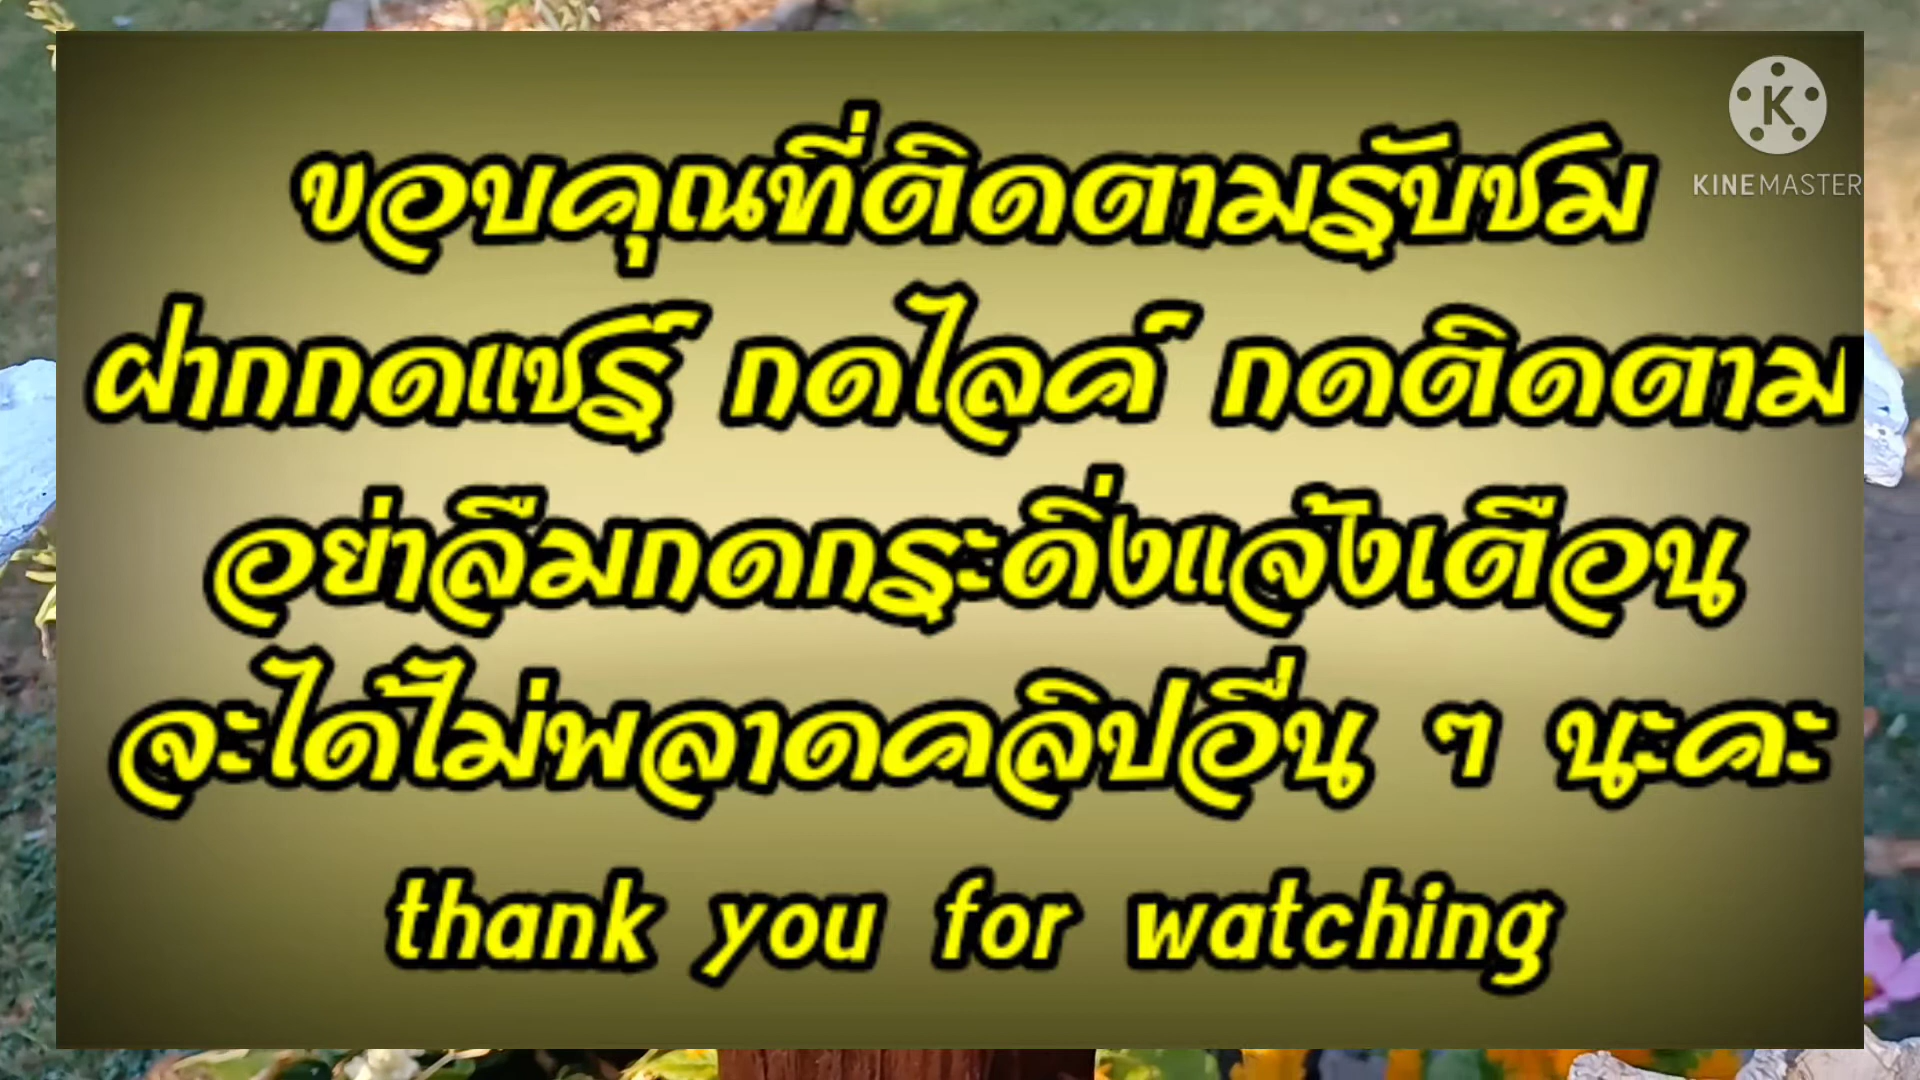 K
KINEMASTER
ขอบคุณที่ติดตามรับชม
ฝากกดแชร์ กดไลค์ กดติดตาม
อย่าลืมกดกระดิ่งแจ้งเตือน
จะได้ไม่พลาดคลิปอื่น ๆ นะคะ
thank you for watching